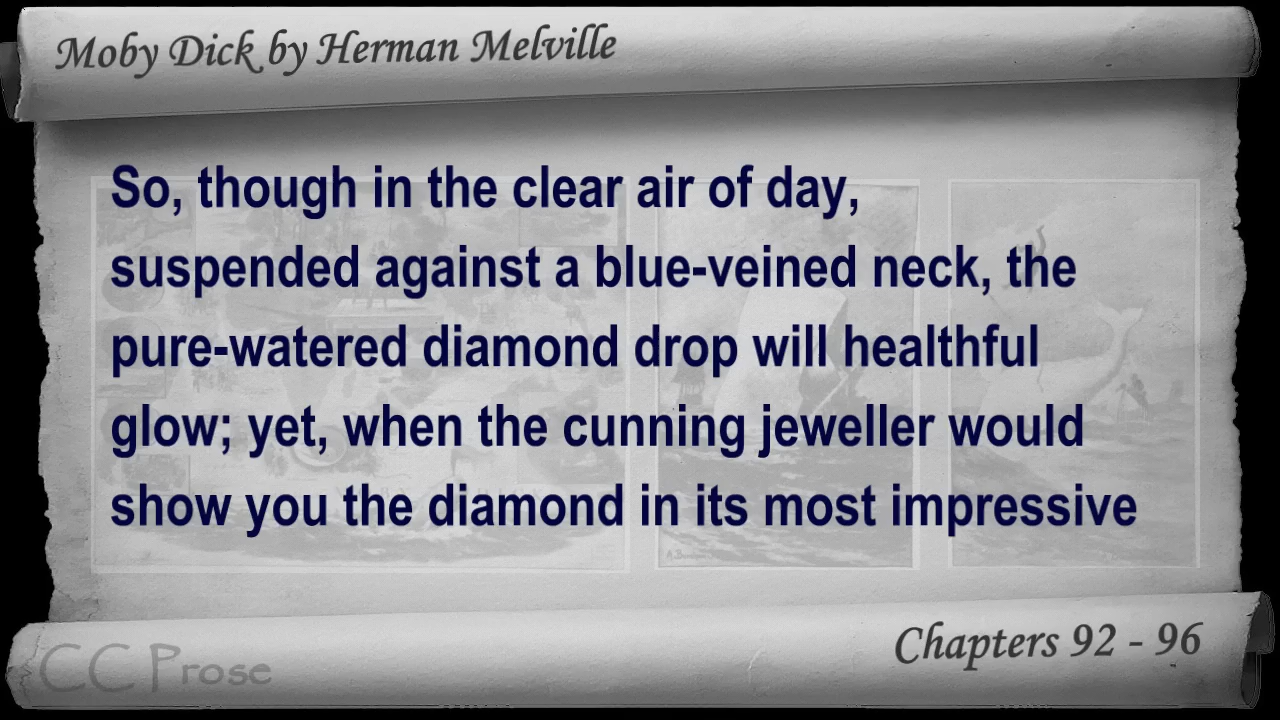 Moby Dick by Herman Melville
So, though in the clear air of day,
suspended against a blue-veined neck, the
pure-watered diamond drop will healthful
glow; yet, when the cunning jeweller would
show you the diamond in its most impressive
Chapters 92 - 96
CC Prose